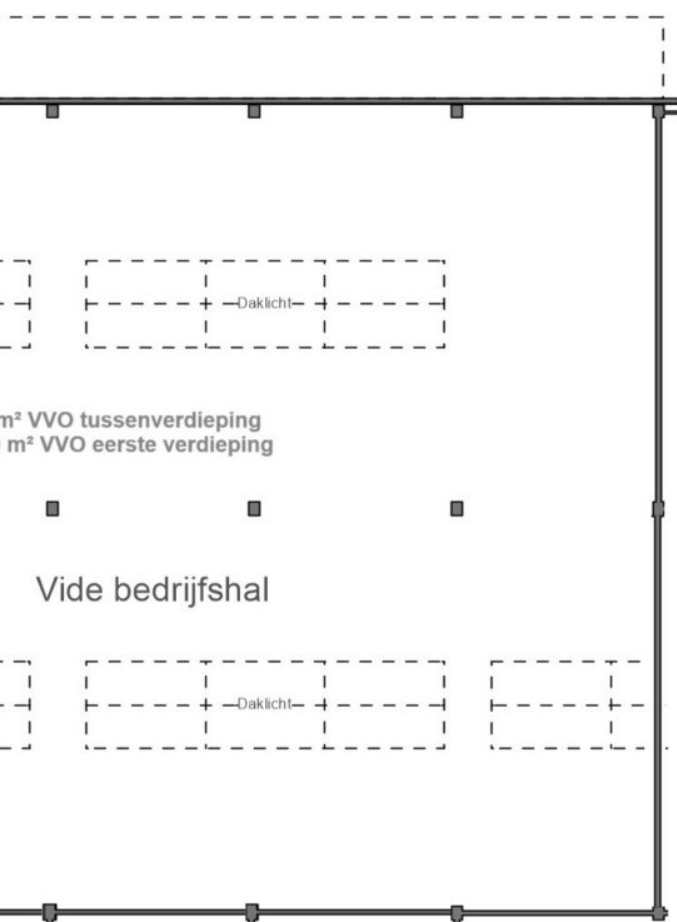 Daklicht
m² VVO tussenverdieping
m² VVO eerste verdieping
Vide bedrijfshal
Daklicht